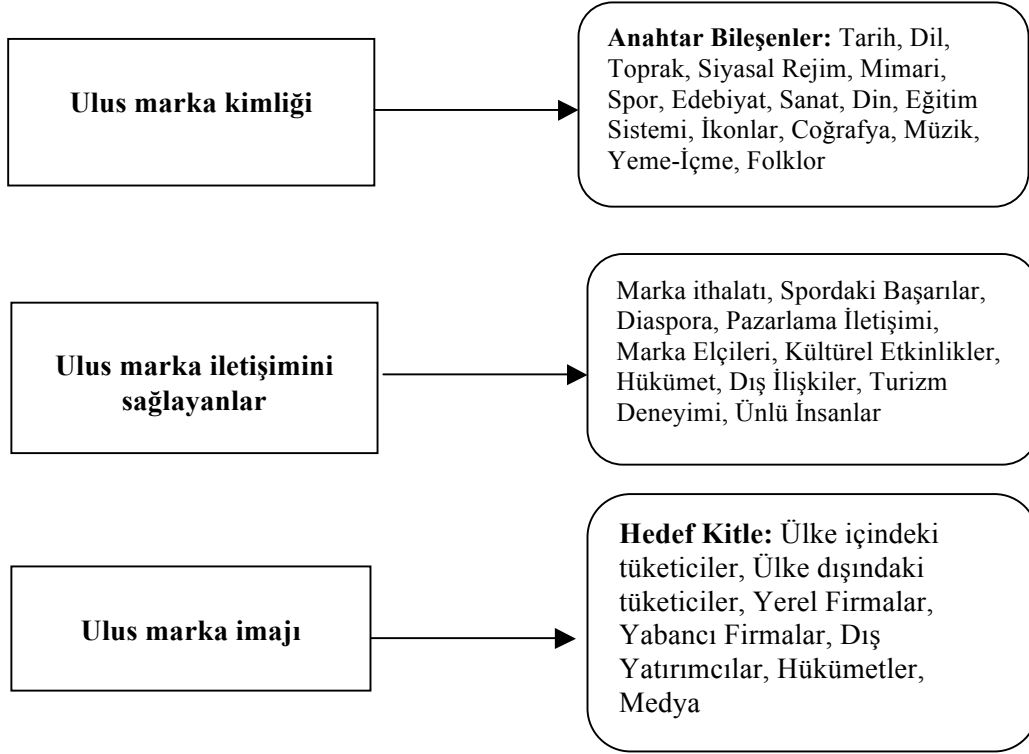 Ulus marka kimliği
Anahtar Bileşenler: Tarih, Dil,
Toprak, Siyasal Rejim, Mimari,
Spor, Edebiyat, Sanat, Din, Eğitim
Sistemi, İkonlar, Coğrafya, Müzik,
Yeme-İçme, Folklor
Ulus marka iletişimini
sağlayanlar
Marka ithalatı, Spordaki Başarılar,
Diaspora, Pazarlama İletişimi,
Marka Elçileri, Kültürel Etkinlikler,
Hükümet, Dış İlişkiler, Turizm
Deneyimi, Ünlü İnsanlar
Ulus marka imajı
Hedef Kitle: Ülke içindeki
tüketiciler, Ülke dışındaki
tüketiciler, Yerel Firmalar,
Yabancı Firmalar, Dış
Yatırımcılar, Hükümetler,
Medya